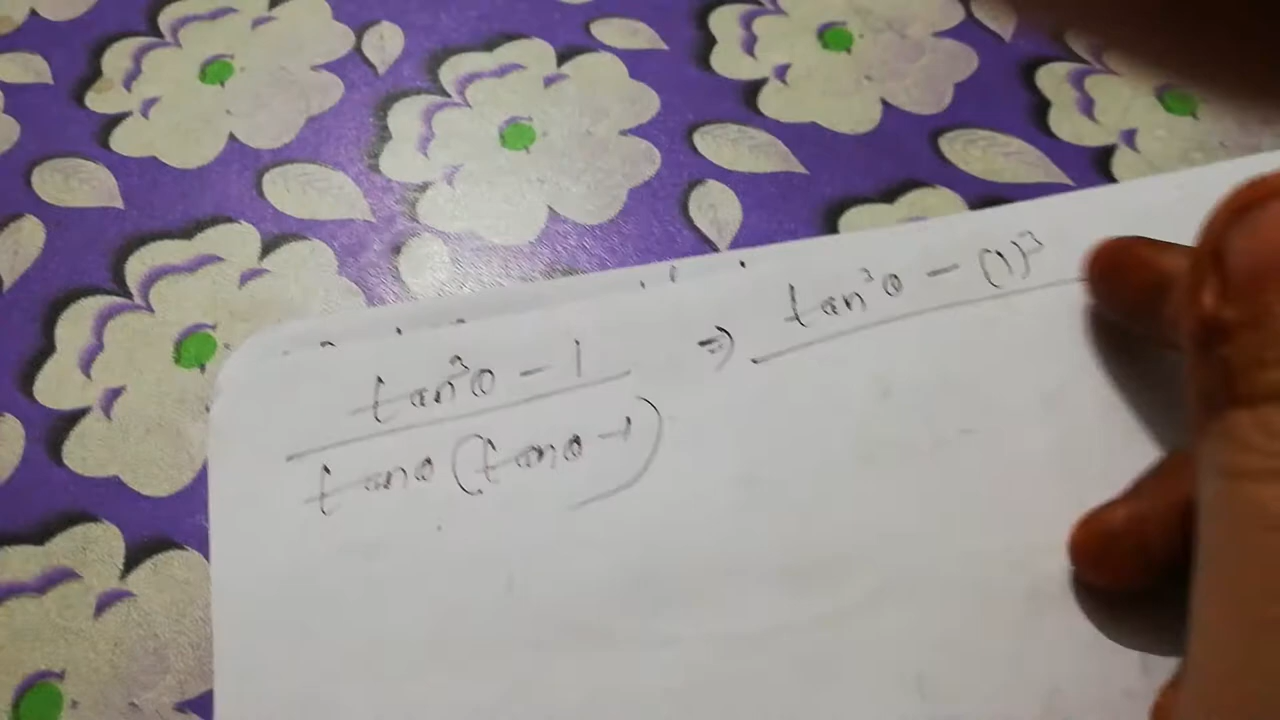 tan³θ - 1 ⇒ tan³θ - (1)³
tanθ (tanθ - 1)